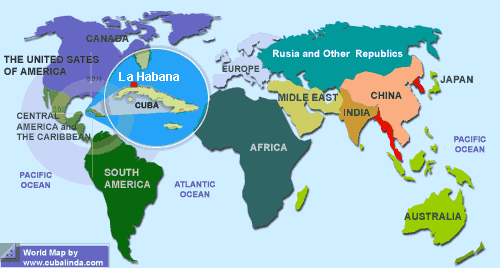 CANADA
THE UNITED SATES
OF AMERICA
La Habana
CUBA
CENTRAL
AMERICA and
THE CARIBBEAN
EUROPE
Rusia and Other Republics
JAPAN
CHINA
MIDLE EAST
INDIA
AFRICA
SOUTH
AMERICA
PACIFIC
OCEAN
ATLANTIC
OCEAN
PACIFIC
OCEAN
AUSTRALIA
World Map by
www.cubalinda.com